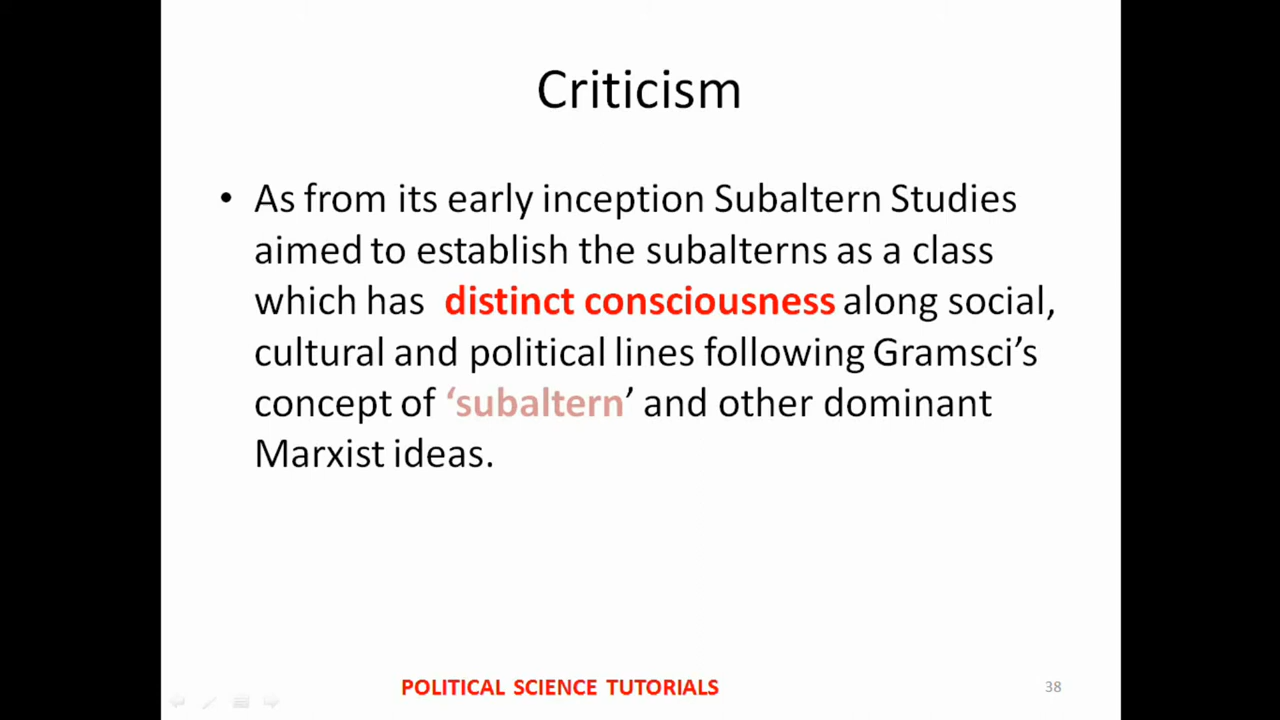 Criticism
• As from its early inception Subaltern Studies
aimed to establish the subalterns as a class
which has distinct consciousness along social,
cultural and political lines following Gramsci’s
concept of ‘subaltern’ and other dominant
Marxist ideas.
POLITICAL SCIENCE TUTORIALS
38